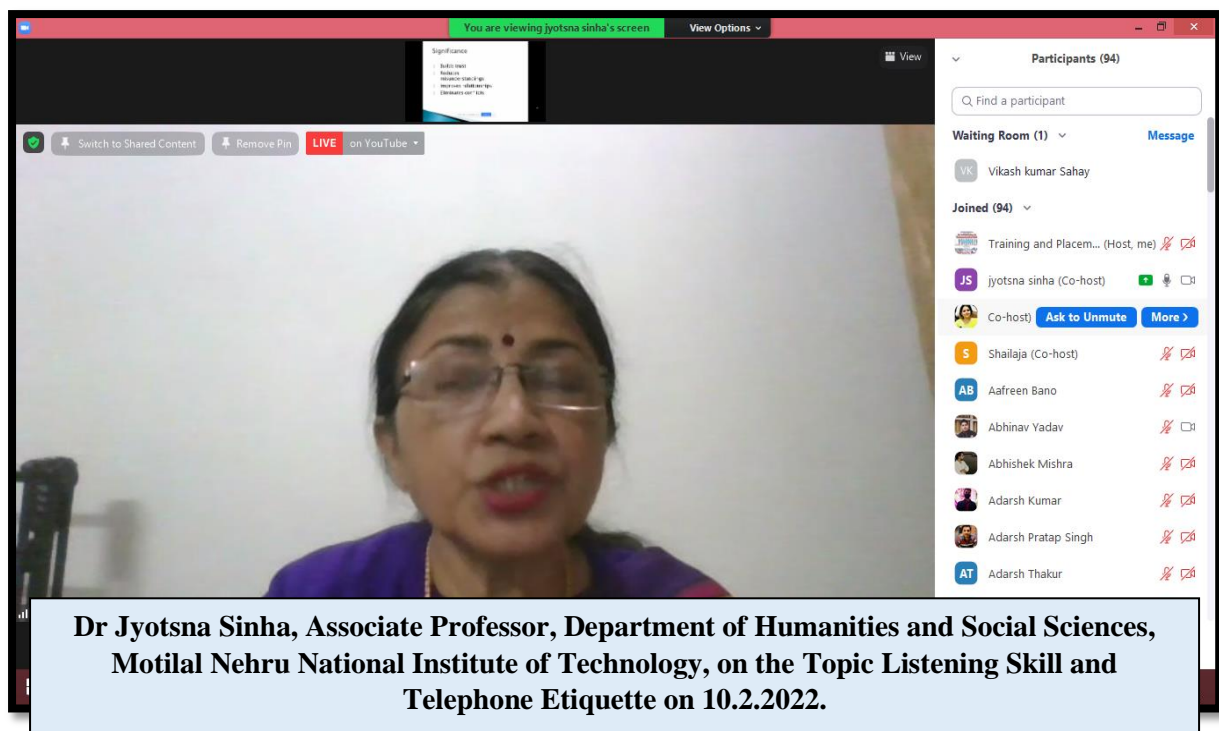 You are viewing jyotsna sinha's screen View Options
Significance
View
Participants (94)
Find a participant
Switch to Shared Content Remove Pin LIVE on YouTube
Waiting Room (1) Message
VK Vikash kumar Sahay
Joined (94)
Training and Placem... (Host, me)
JS jyotsna sinha (Co-host)
Co-host) Ask to Unmute More >
S Shailaja (Co-host)
AB Aafreen Bano
Abhinav Yadav
Abhishek Mishra
Adarsh Kumar
Adarsh Pratap Singh
AT Adarsh Thakur
Dr Jyotsna Sinha, Associate Professor, Department of Humanities and Social Sciences,
Motilal Nehru National Institute of Technology, on the Topic Listening Skill and
Telephone Etiquette on 10.2.2022.